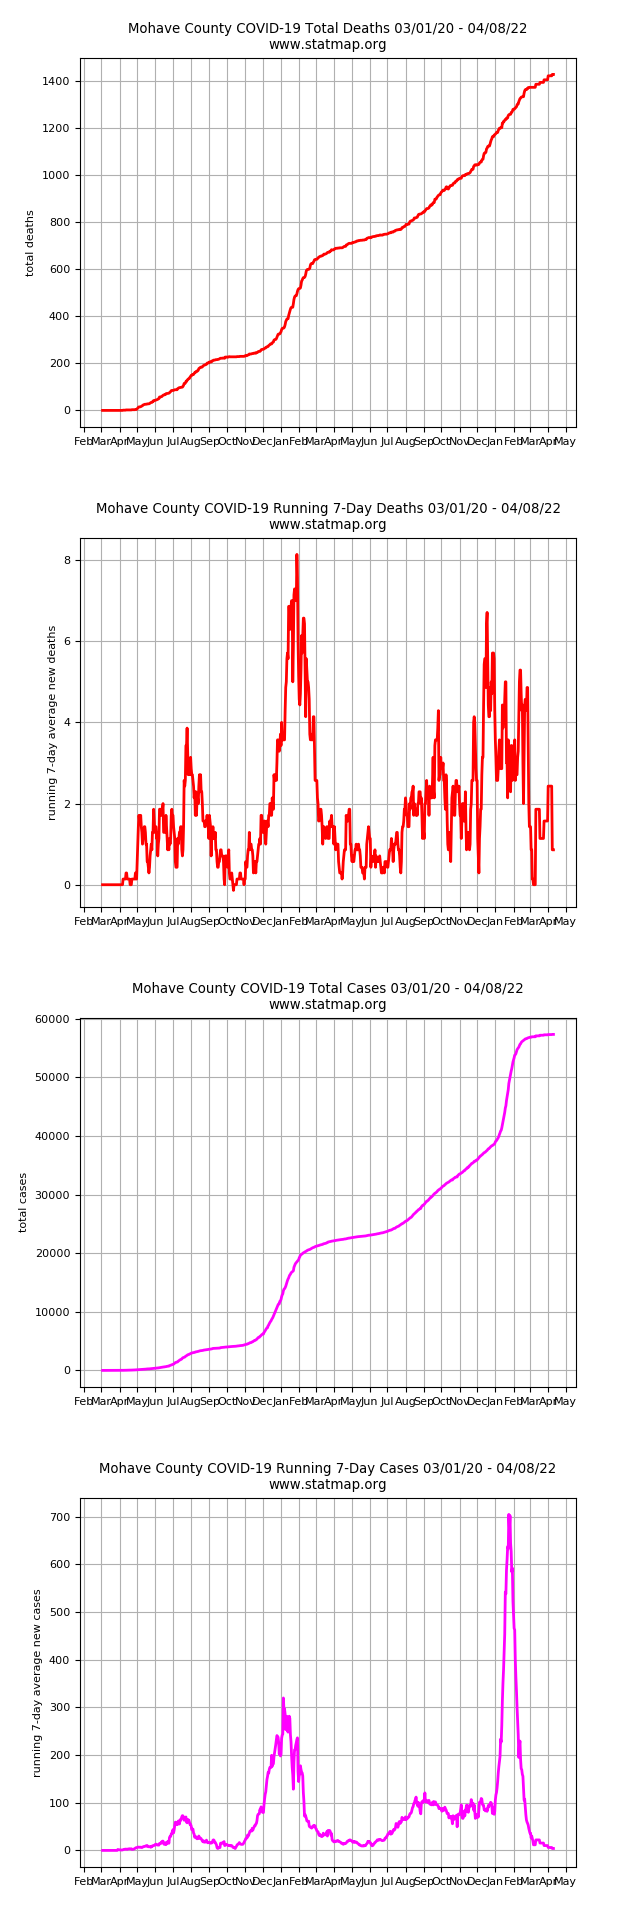 Mohave County COVID-19 Total Deaths 03/01/20 - 04/08/22
www.statmap.org
total deaths
1400
1200
1000
800
600
400
200
0
Feb Mar Apr May Jun Jul Aug Sep Oct Nov Dec Jan Feb Mar Apr May Jun Jul Aug Sep Oct Nov Dec Jan Feb Mar Apr May
Mohave County COVID-19 Running 7-Day Deaths 03/01/20 - 04/08/22
www.statmap.org
running 7-day average new deaths
8
6
4
2
0
Feb Mar Apr May Jun Jul Aug Sep Oct Nov Dec Jan Feb Mar Apr May Jun Jul Aug Sep Oct Nov Dec Jan Feb Mar Apr May
Mohave County COVID-19 Total Cases 03/01/20 - 04/08/22
www.statmap.org
total cases
60000
50000
40000
30000
20000
10000
0
Feb Mar Apr May Jun Jul Aug Sep Oct Nov Dec Jan Feb Mar Apr May Jun Jul Aug Sep Oct Nov Dec Jan Feb Mar Apr May
Mohave County COVID-19 Running 7-Day Cases 03/01/20 - 04/08/22
www.statmap.org
running 7-day average new cases
700
600
500
400
300
200
100
0
Feb Mar Apr May Jun Jul Aug Sep Oct Nov Dec Jan Feb Mar Apr May Jun Jul Aug Sep Oct Nov Dec Jan Feb Mar Apr May